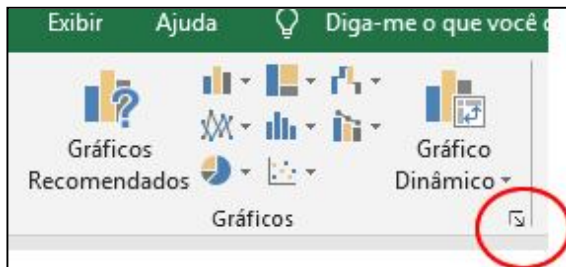 Exibir Ajuda Diga-me o que você
Gráficos
Recomendados
Gráfico
Dinâmico
Gráficos